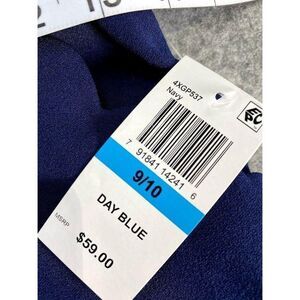 4XGP537
Navy
7 91841 14241 6
9/10
DAY BLUE
MSRP
$59.00